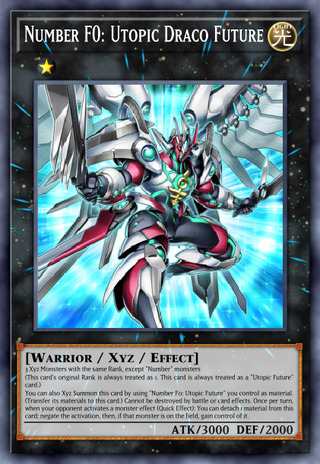 Number F0: Utopic Draco Future
LIGHT
光
[Warrior / Xyz / Effect]
3 Xyz Monsters with the same Rank, except "Number" monsters
(This card's original Rank is always treated as 1. This card is always treated as a "Utopic Future"
card.)
You can also Xyz Summon this card by using "Number F0: Utopic Future" you control as material.
(Transfer its materials to this card.) Cannot be destroyed by battle or card effects. Once per turn,
when your opponent activates a monster effect (Quick Effect): You can detach 1 material from this
card; negate the activation, then, if that monster is on the field, gain control of it.
ATK/3000 DEF/2000